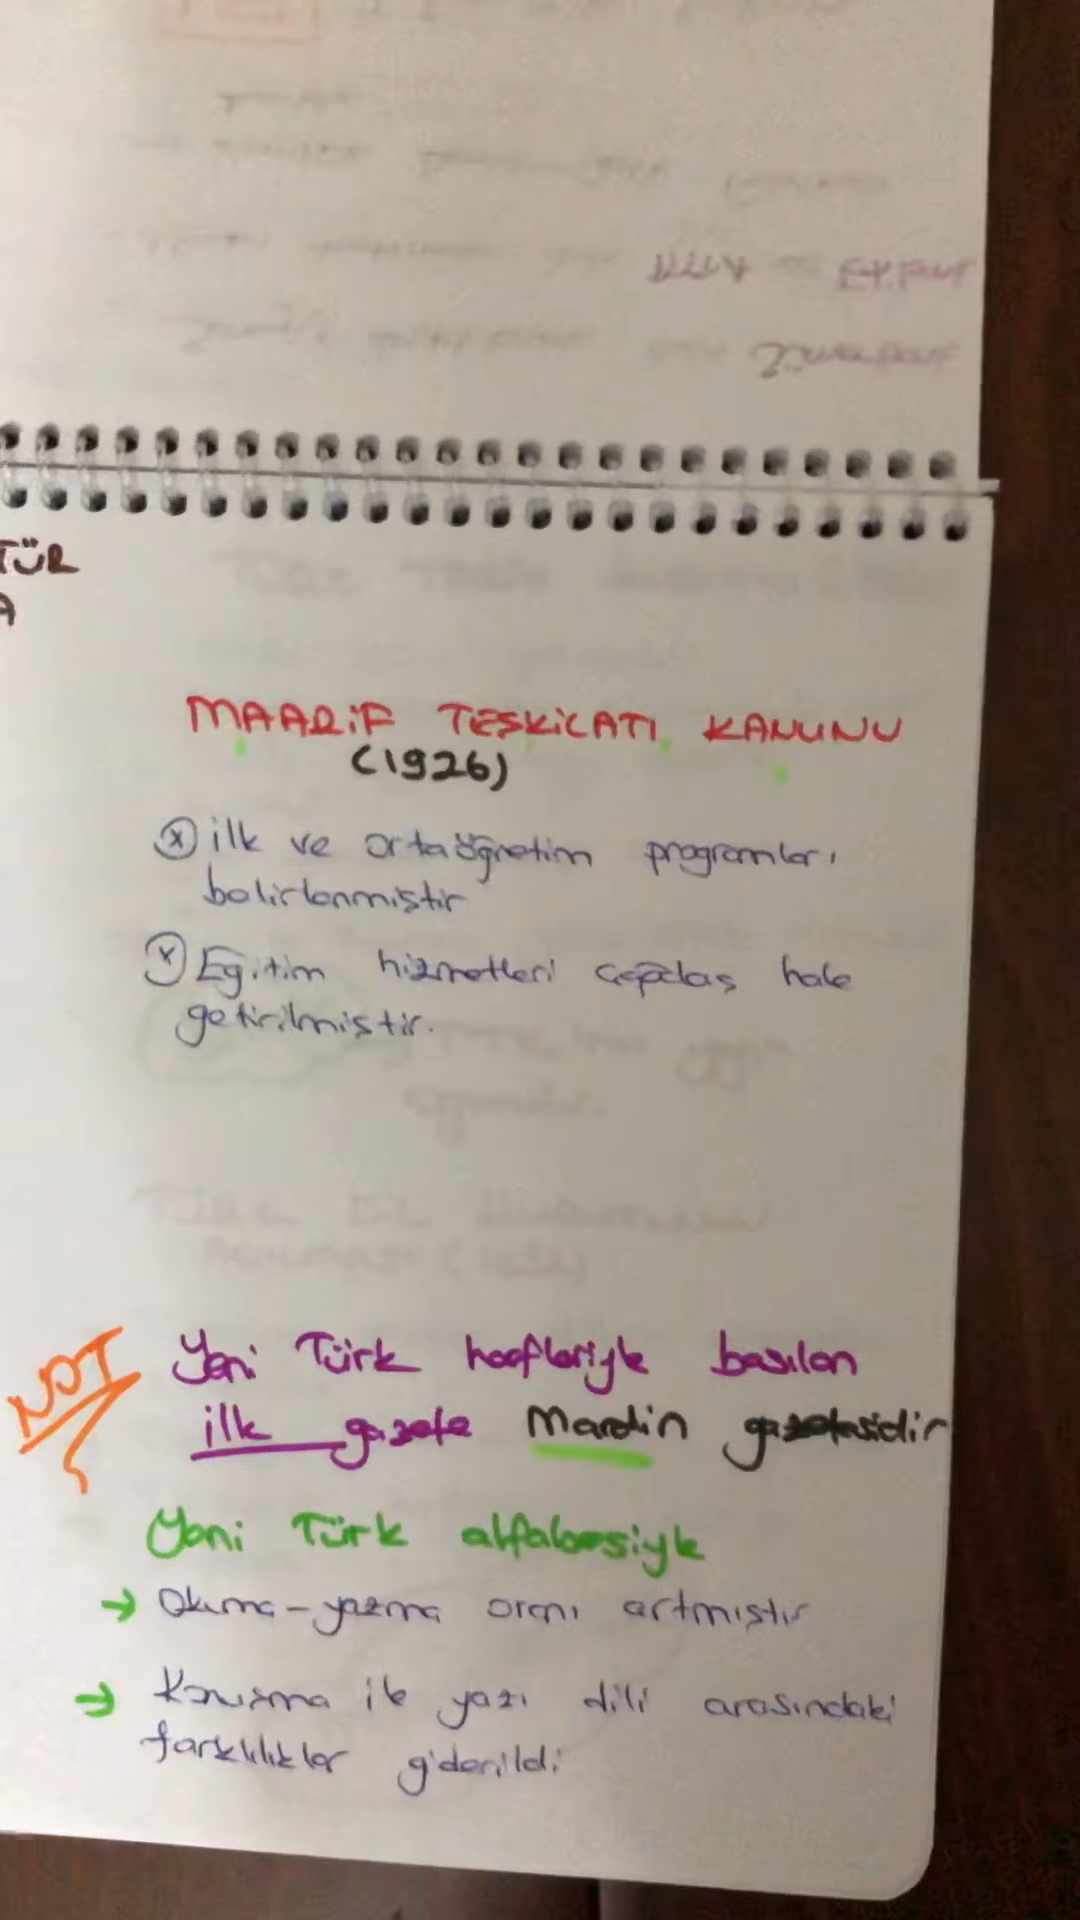 TÜR
A
MAARİF TEŞKİLATI KANUNU
(1926)
ⓧ ilk ve ortaöğretim programları
belirlenmiştir
ⓧ Eğitim hizmetleri çağdaş hale
getirilmiştir.
NOT
Yeni Türk harfleriyle basılan
ilk gazete Mardin gazetesidir
Yeni Türk alfabesiyle
→ Okuma-yazma oranı artmıştır
→ Konuşma ile yazı dili arasındaki
farklılıklar giderildi